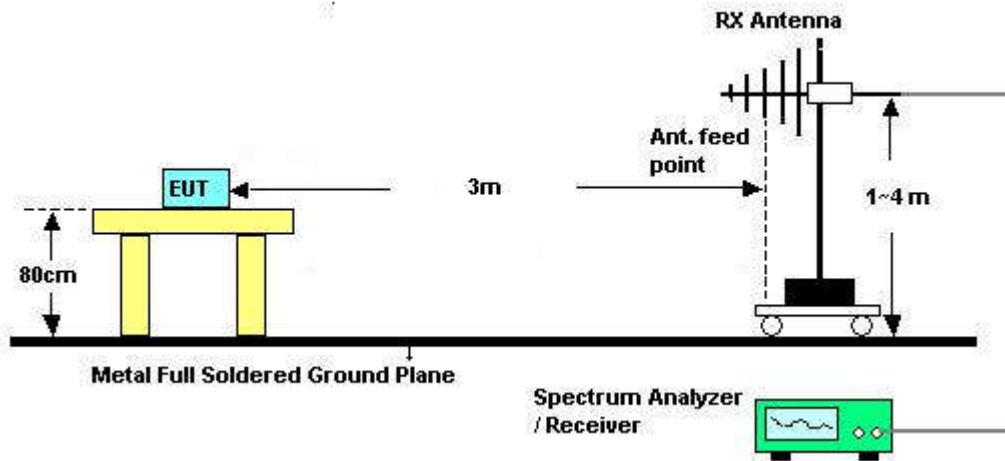 RX Antenna
Ant. feed
point
EUT
3m
1~4 m
80cm
Metal Full Soldered Ground Plane
Spectrum Analyzer
/ Receiver